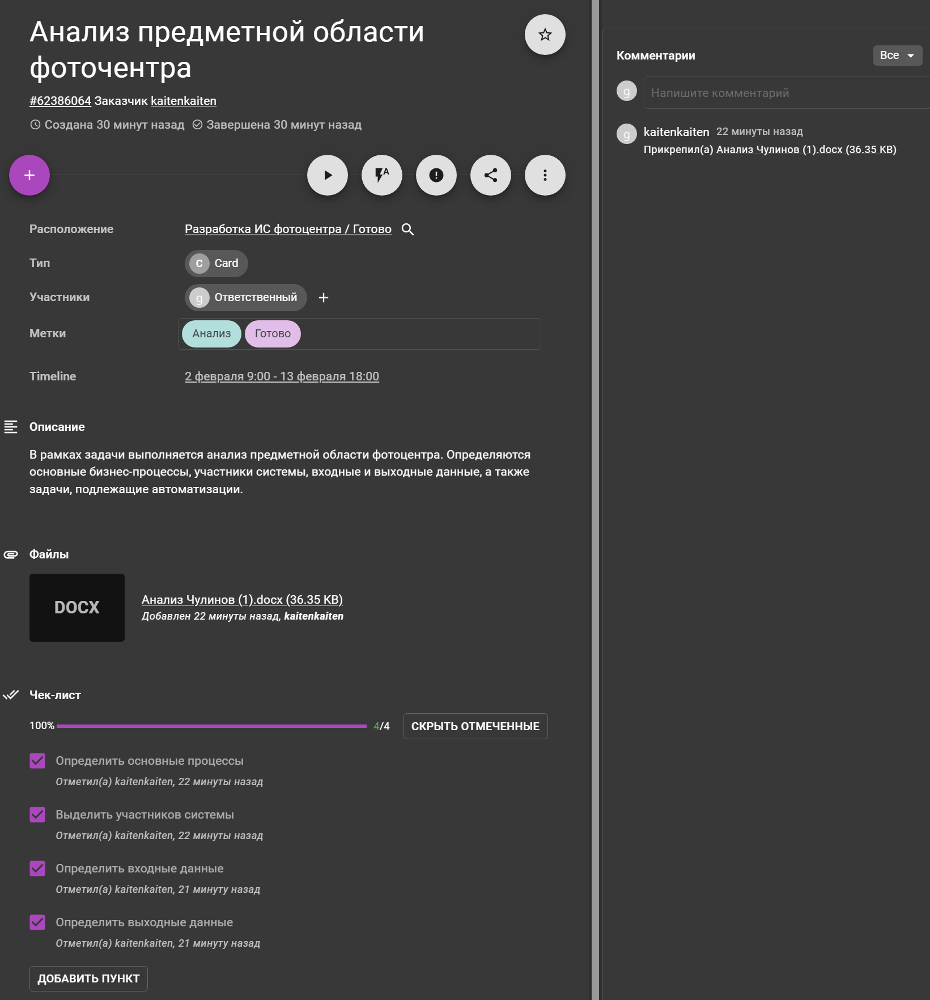 Анализ предметной области
фоточентра
#62386064 Заказчик kaitenkaiten
Создана 30 минут назад Завершена 30 минут назад
A
Расположение Разработка ИС фотоцентра / Готово
Тип C Card
Участники g Ответственный
Метки Анализ Готово
Timeline 2 февраля 9:00 - 13 февраля 18:00
Описание
В рамках задачи выполняется анализ предметной области фотоцентра. Определяются
основные бизнес-процессы, участники системы, входные и выходные данные, а также
задачи, подлежащие автоматизации.
Файлы
DOCX
Анализ Чулинов (1).docx (36.35 KB)
Добавлен 22 минуты назад, kaitenkaiten
Чек-лист
100% 4/4 СКРЫТЬ ОТМЕЧЕННЫЕ
Определить основные процессы
Отметил(а) kaitenkaiten, 22 минуты назад
Выделить участников системы
Отметил(а) kaitenkaiten, 22 минуты назад
Определить входные данные
Отметил(а) kaitenkaiten, 21 минуту назад
Определить выходные данные
Отметил(а) kaitenkaiten, 21 минуту назад
ДОБАВИТЬ ПУНКТ
Комментарии Все
g Напишите комментарий
g kaitenkaiten 22 минуты назад
Прикрепил(а) Анализ Чулинов (1).docx (36.35 KB)